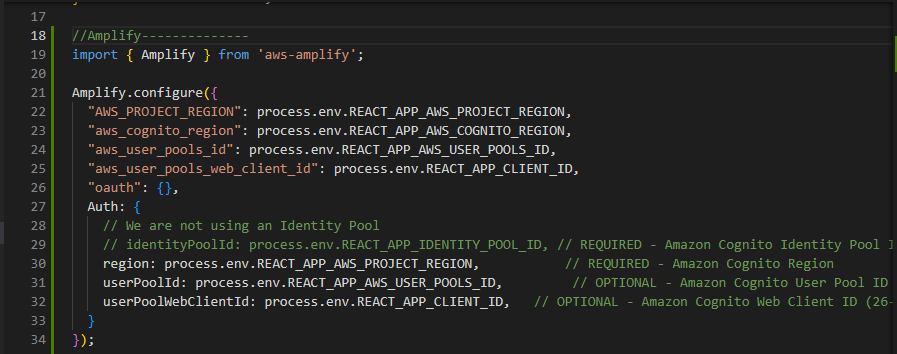 17
18 //Amplify--------------
19 import { Amplify } from 'aws-amplify';
20
21 Amplify.configure({
22   "AWS_PROJECT_REGION": process.env.REACT_APP_AWS_PROJECT_REGION,
23   "aws_cognito_region": process.env.REACT_APP_AWS_COGNITO_REGION,
24   "aws_user_pools_id": process.env.REACT_APP_AWS_USER_POOLS_ID,
25   "aws_user_pools_web_client_id": process.env.REACT_APP_CLIENT_ID,
26   "oauth": {},
27   Auth: {
28     // We are not using an Identity Pool
29     // identityPoolId: process.env.REACT_APP_IDENTITY_POOL_ID, // REQUIRED - Amazon Cognito Identity Pool I
30     region: process.env.REACT_APP_AWS_PROJECT_REGION,           // REQUIRED - Amazon Cognito Region
31     userPoolId: process.env.REACT_APP_AWS_USER_POOLS_ID,         // OPTIONAL - Amazon Cognito User Pool ID
32     userPoolWebClientId: process.env.REACT_APP_CLIENT_ID,   // OPTIONAL - Amazon Cognito Web Client ID (26-
33   }
34 });